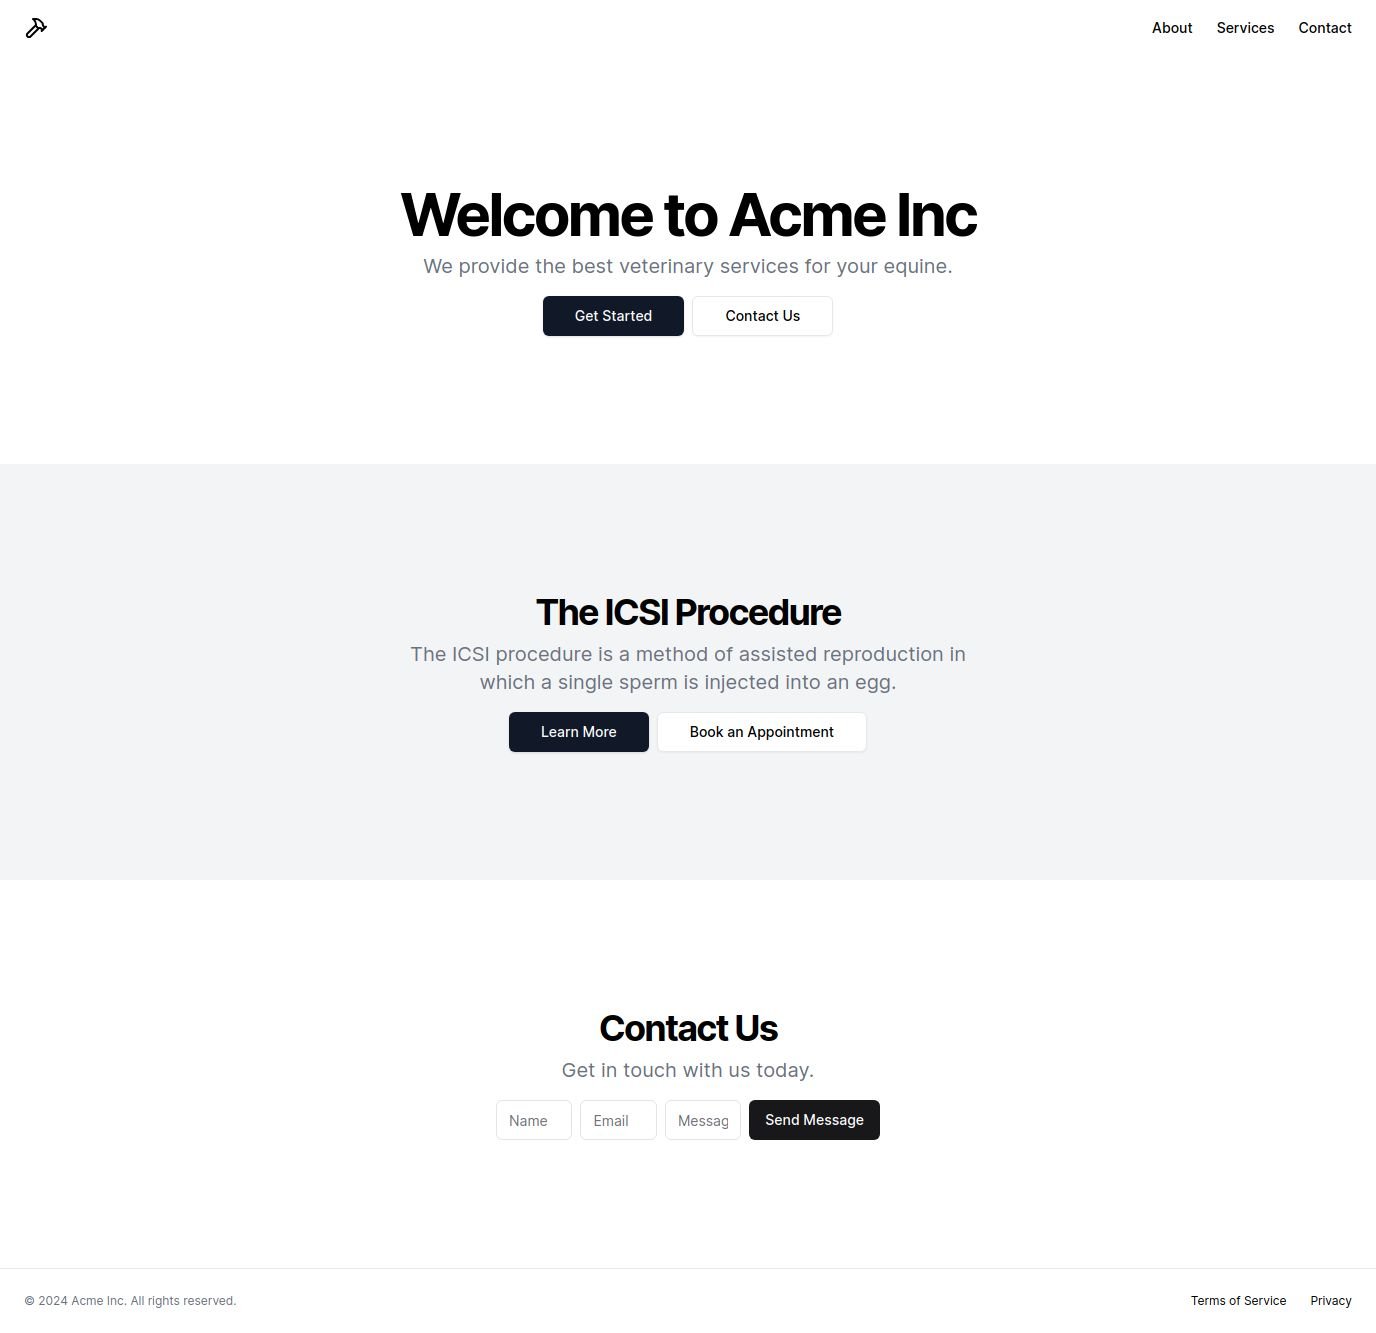 About Services Contact
Welcome to Acme Inc
We provide the best veterinary services for your equine.
Get Started Contact Us
The ICSI Procedure
The ICSI procedure is a method of assisted reproduction in
which a single sperm is injected into an egg.
Learn More Book an Appointment
Contact Us
Get in touch with us today.
Name Email Messag Send Message
© 2024 Acme Inc. All rights reserved. Terms of Service Privacy